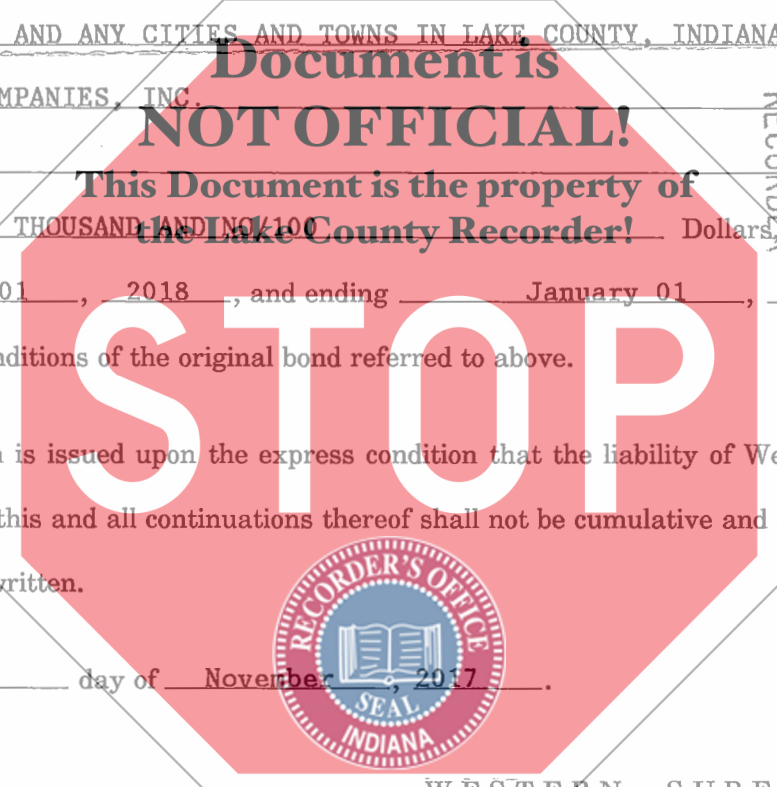 AND ANY CITIES AND TOWNS IN LAKE COUNTY, INDIANA
Document is
MPANIES, INC.
NOT OFFICIAL!
This Document is the property of
the Lake County Recorder!
THOUSAND AND NO/100 Dollars,
01, 2018, and ending January 01,
nditions of the original bond referred to above.
STOP
is issued upon the express condition that the liability of We
this and all continuations thereof shall not be cumulative and
written.
RECORDER'S OFFICE
SEAL
INDIANA
day of November, 2017.
WESTERN SURE
RECORDER